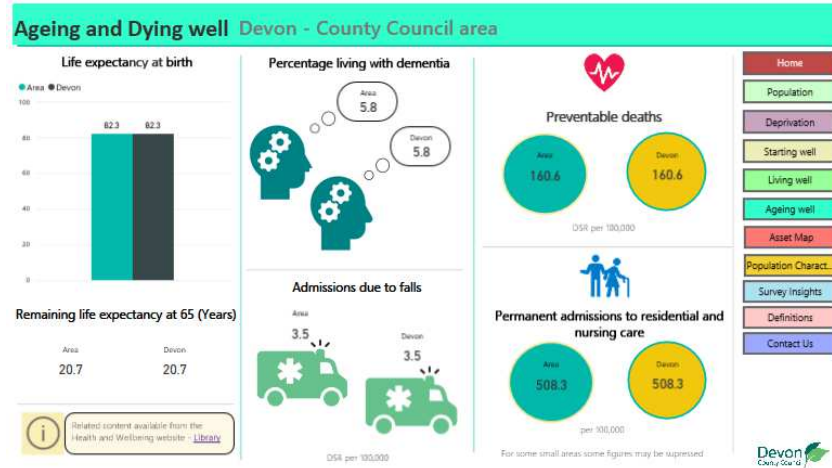 Ageing and Dying well Devon - County Council area
Life expectancy at birth
Area Devon
100
80
60
40
20
0
82.3 82.3
Remaining life expectancy at 65 (Years)
Area Devon
20.7 20.7
i
Related content available from the
Health and Wellbeing website - Library
Percentage living with dementia
Area
5.8
Devon
5.8
Admissions due to falls
Area
3.5
Devon
3.5
DSR per 100,000
Preventable deaths
Area
160.6
Devon
160.6
DSR per 100,000
Permanent admissions to residential and
nursing care
Area
508.3
Devon
508.3
per 100,000
For some small areas some figures may be supressed
Home
Population
Deprivation
Starting well
Living well
Ageing well
Asset Map
Population Charact...
Survey Insights
Definitions
Contact Us
Devon
County Council